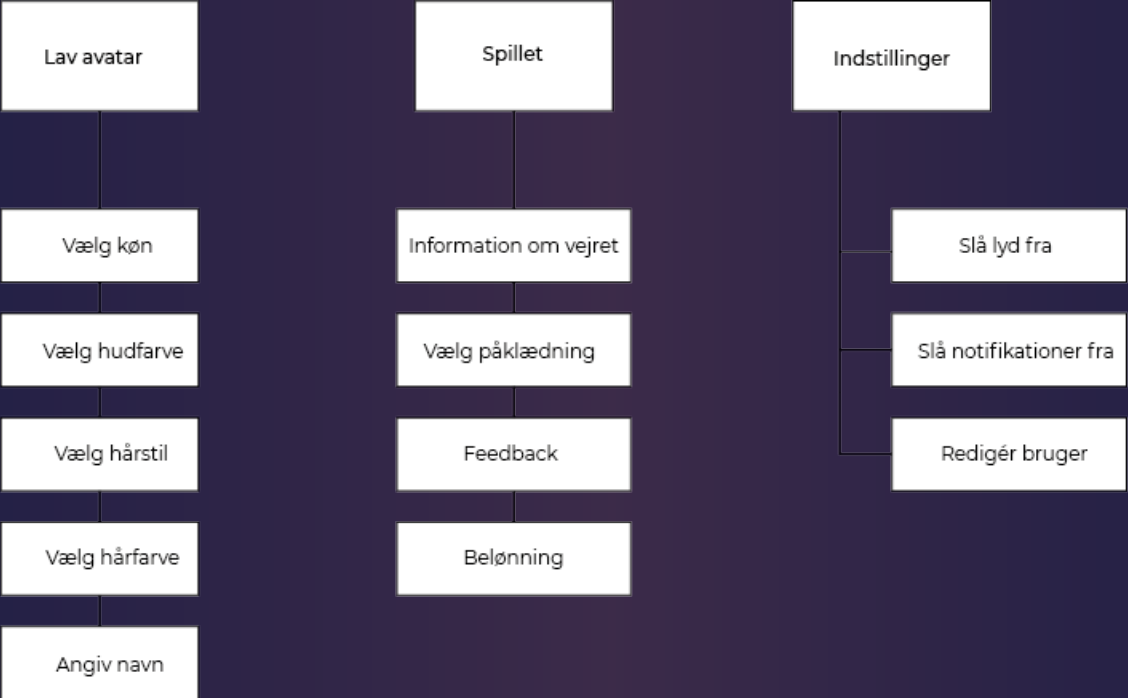 Lav avatar
Vælg køn
Vælg hudfarve
Vælg hårstil
Vælg hårfarve
Angiv navn
Spillet
Information om vejret
Vælg påklædning
Feedback
Belønning
Indstillinger
Slå lyd fra
Slå notifikationer fra
Redigér bruger